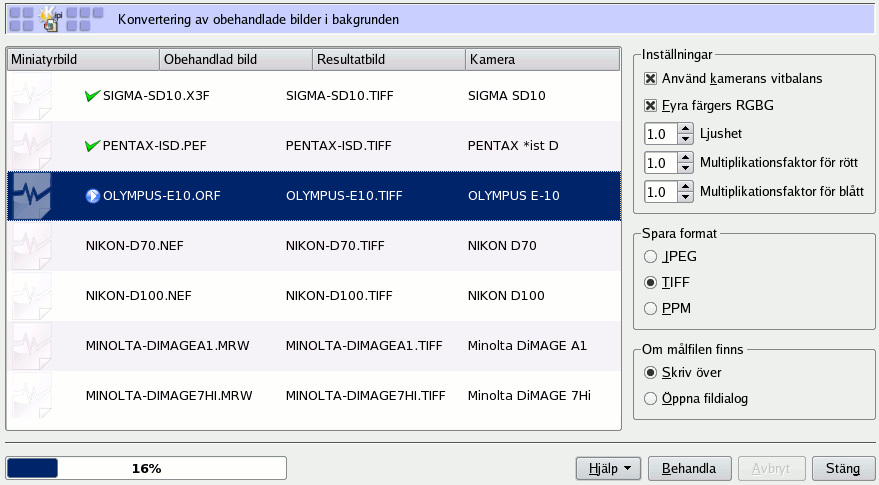 Kipi Konvertering av obehandlade bilder i bakgrunden
Miniatyrbild Obehandlad bild Resultatbild Kamera
SIGMA-SD10.X3F SIGMA-SD10.TIFF SIGMA SD10
PENTAX-ISD.PEF PENTAX-ISD.TIFF PENTAX *ist D
OLYMPUS-E10.ORF OLYMPUS-E10.TIFF OLYMPUS E-10
NIKON-D70.NEF NIKON-D70.TIFF NIKON D70
NIKON-D100.NEF NIKON-D100.TIFF NIKON D100
MINOLTA-DIMAGEA1.MRW MINOLTA-DIMAGEA1.TIFF Minolta DiMAGE A1
MINOLTA-DIMAGE7HI.MRW MINOLTA-DIMAGE7HI.TIFF Minolta DiMAGE 7Hi
Inställningar
Använd kamerans vitbalans
Fyra färgers RGBG
1.0 Ljushet
1.0 Multiplikationsfaktor för rött
1.0 Multiplikationsfaktor för blått
Spara format
JPEG
TIFF
PPM
Om målfilen finns
Skriv över
Öppna fildialog
16% Hjälp Behandla Avbryt Stäng